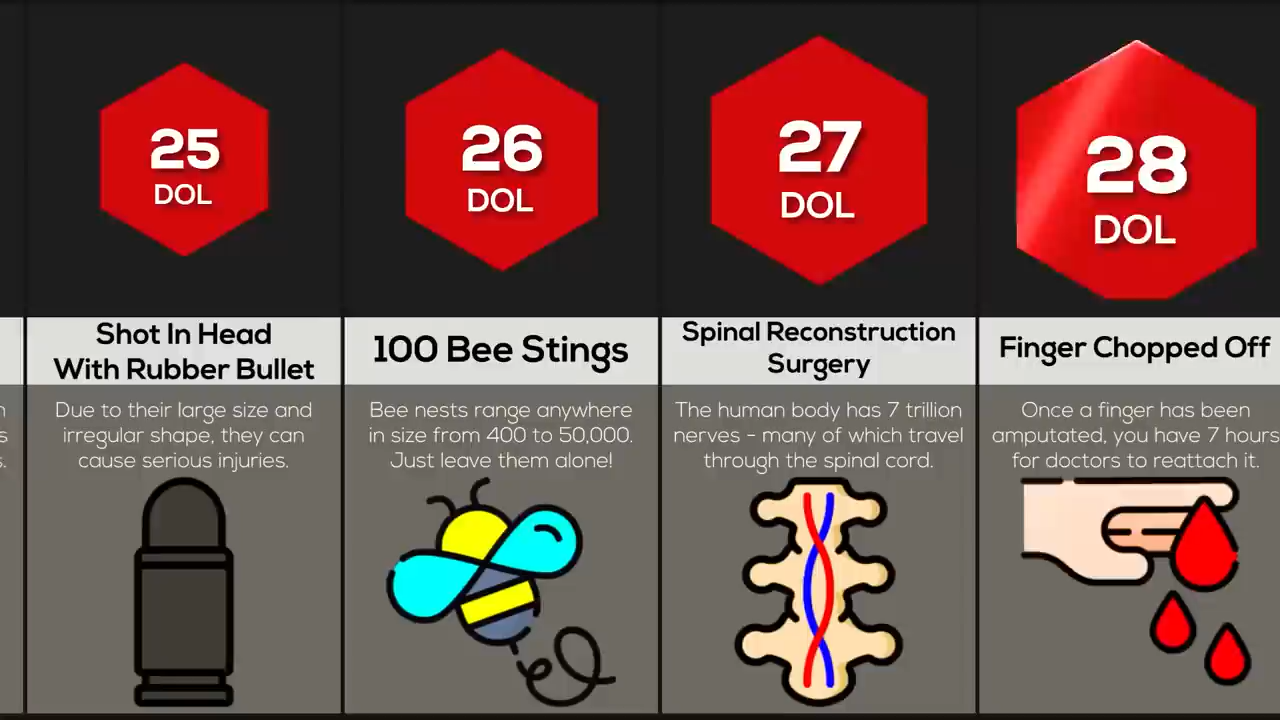 25
DOL
Shot In Head
With Rubber Bullet
Due to their large size and
irregular shape, they can
cause serious injuries.
26
DOL
100 Bee Stings
Bee nests range anywhere
in size from 400 to 50,000.
Just leave them alone!
27
DOL
Spinal Reconstruction
Surgery
The human body has 7 trillion
nerves - many of which travel
through the spinal cord.
28
DOL
Finger Chopped Off
Once a finger has been
amputated, you have 7 hours
for doctors to reattach it.